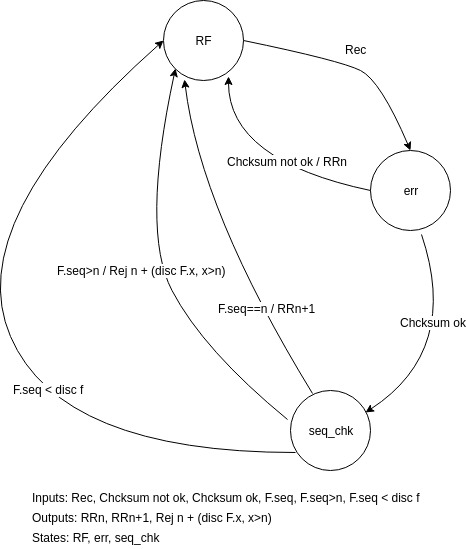 RF
Rec
Chcksum not ok / RRn
err
F.seq>n / Rej n + (disc F.x, x>n)
F.seq==n / RRn+1
Chcksum ok
F.seq < disc f
seq_chk
Inputs: Rec, Chcksum not ok, Chcksum ok, F.seq, F.seq>n, F.seq < disc f
Outputs: RRn, RRn+1, Rej n + (disc F.x, x>n)
States: RF, err, seq_chk